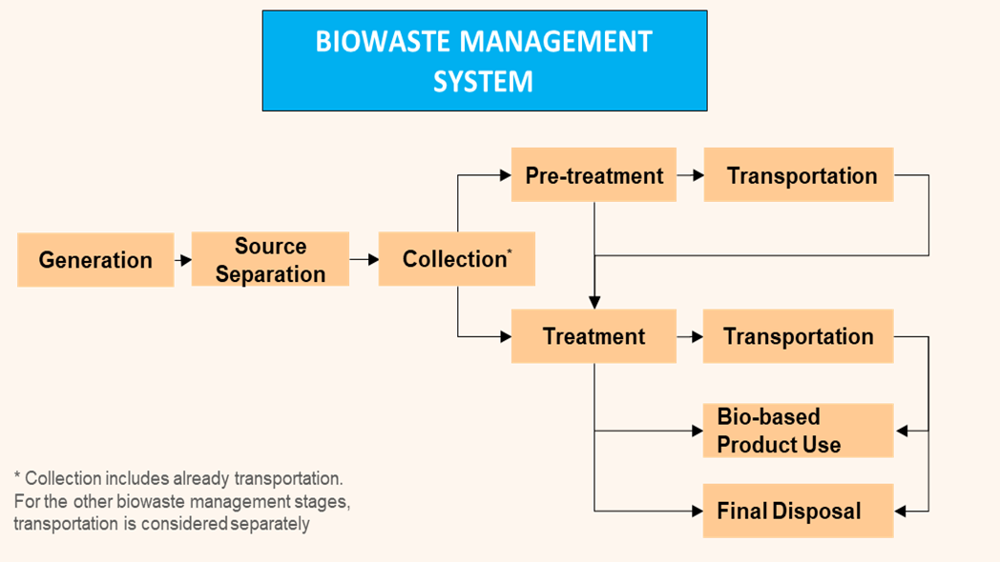 BIOWASTE MANAGEMENT
SYSTEM
Pre-treatment
Transportation
Generation
Source
Separation
Collection*
Treatment
Transportation
Bio-based
Product Use
Final Disposal
* Collection includes already transportation.
For the other biowaste management stages,
transportation is considered separately